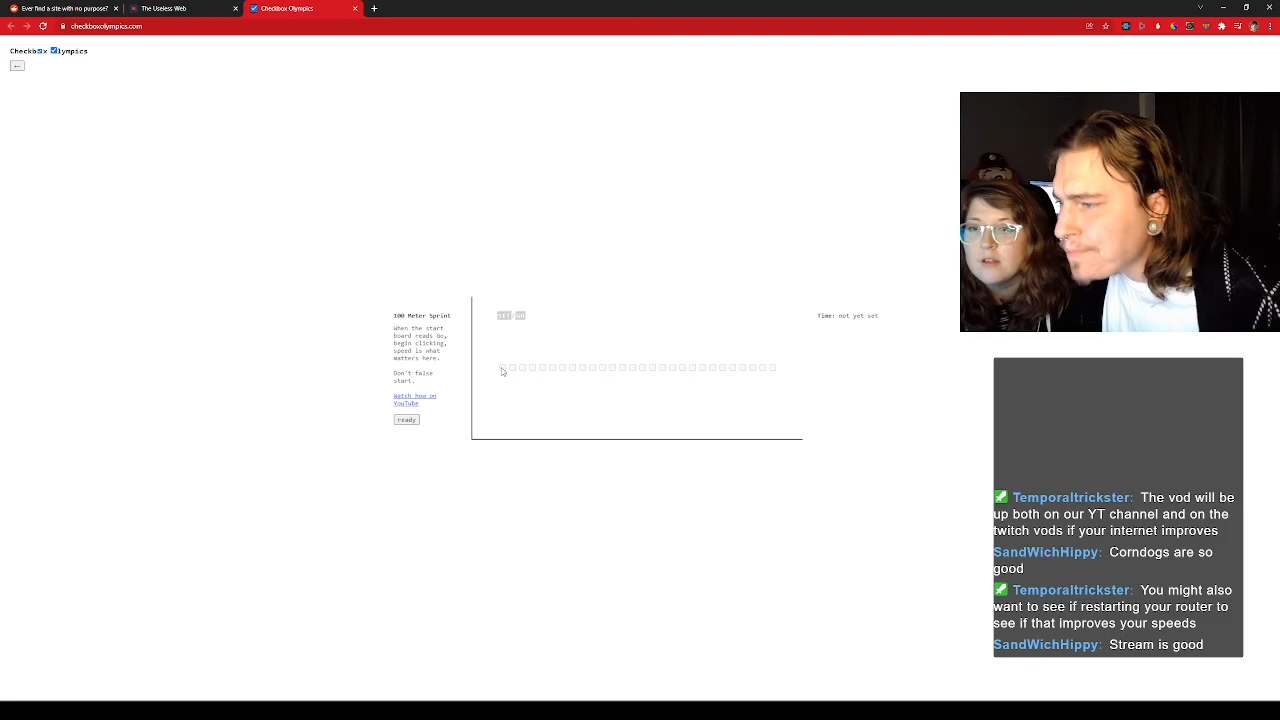 Ever find a site with no purpose?
The Useless Web
Checkbox Olympics
checkboxolympics.com
Checkb☑x ☑lympics
←
100 Meter Sprint
When the start
board reads Go,
begin clicking,
speed is what
matters here.
Don't false
start.
Watch how on
YouTube
ready
SET/GO
Time: not yet set
Temporaltrickster: The vod will be
up both on our YT channel and on the
twitch vods if your internet improves
SandWichHippy: Corndogs are so
good
Temporaltrickster: You might also
want to see if restarting your router to
see if that improves your speeds
SandWichHippy: Stream is good